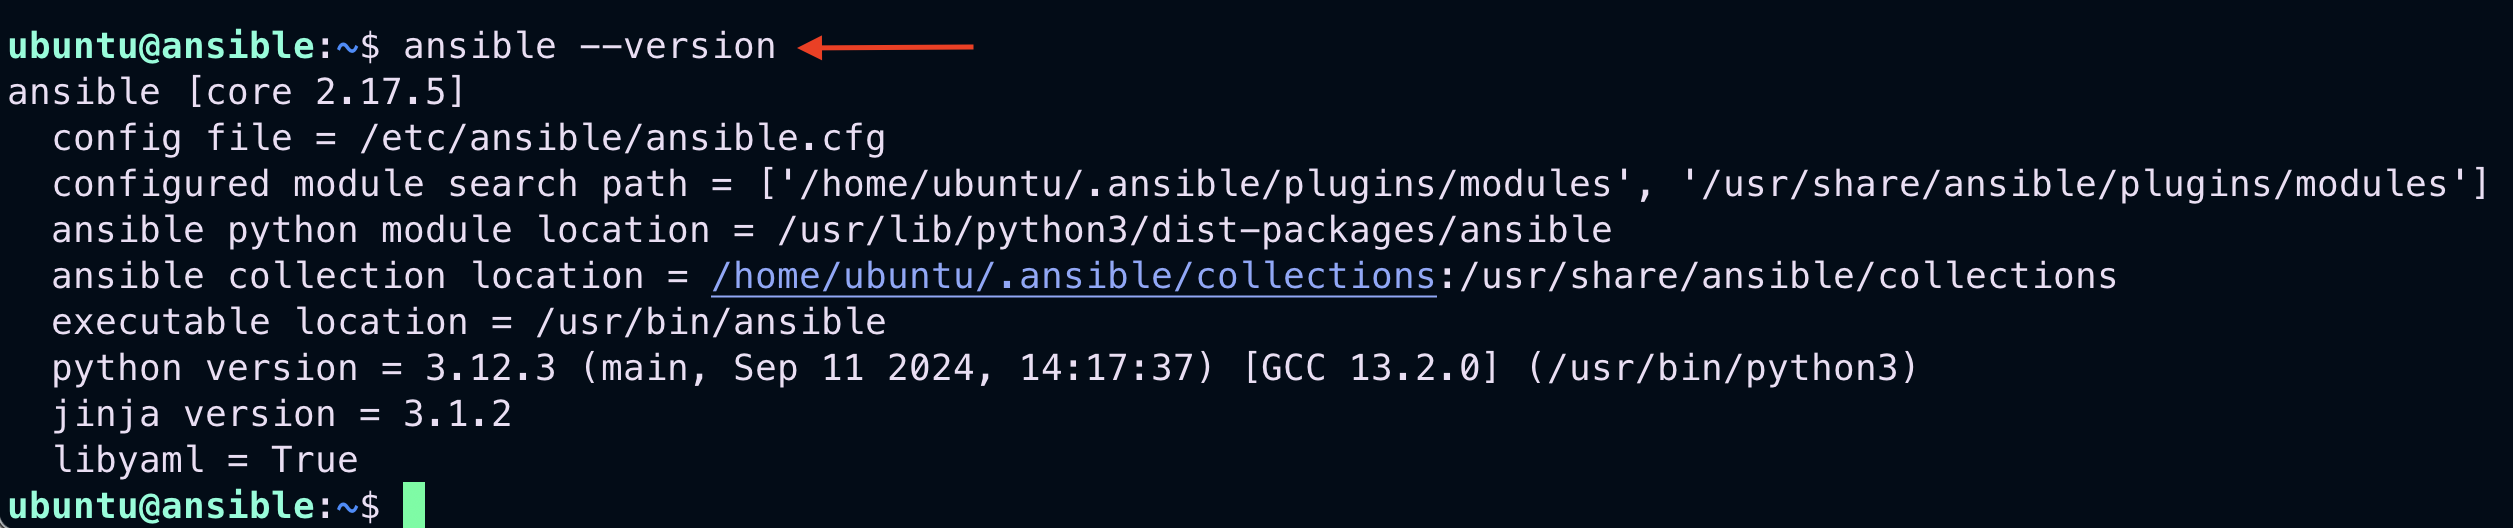 ubuntu@ansible:~$ ansible --version
ansible [core 2.17.5]
  config file = /etc/ansible/ansible.cfg
  configured module search path = ['/home/ubuntu/.ansible/plugins/modules', '/usr/share/ansible/plugins/modules']
  ansible python module location = /usr/lib/python3/dist-packages/ansible
  ansible collection location = /home/ubuntu/.ansible/collections:/usr/share/ansible/collections
  executable location = /usr/bin/ansible
  python version = 3.12.3 (main, Sep 11 2024, 14:17:37) [GCC 13.2.0] (/usr/bin/python3)
  jinja version = 3.1.2
  libyaml = True
ubuntu@ansible:~$